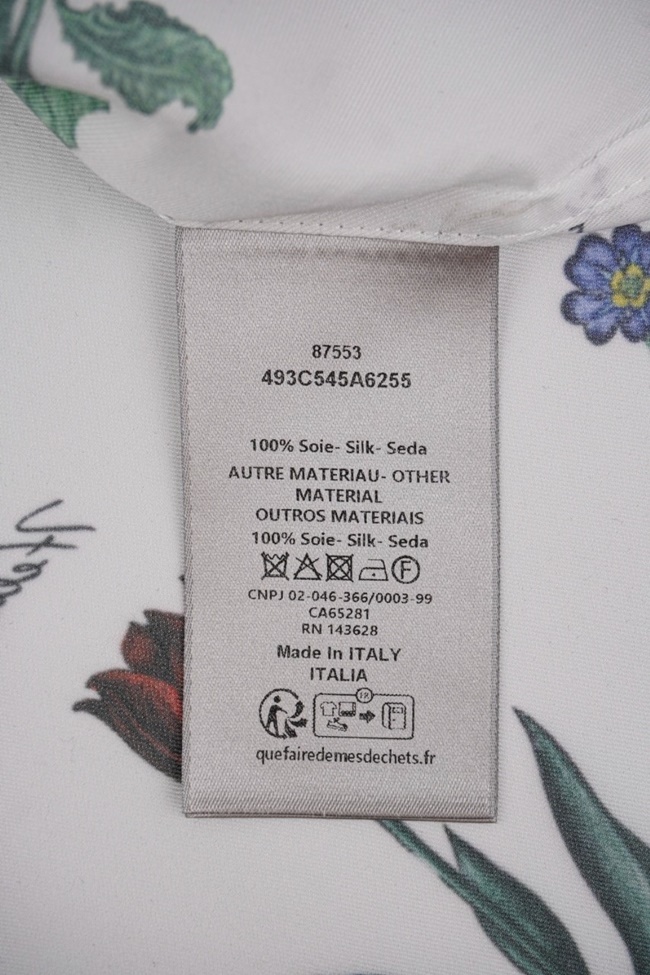 87553
493C545A6255
100% Soie- Silk- Seda
AUTRE MATERIAU- OTHER
MATERIAL
OUTROS MATERIAIS
100% Soie- Silk- Seda
CNPJ 02-046-366/0003-99
CA65281
RN 143628
Made In ITALY
ITALIA
FR
quefairedemesdechets.fr